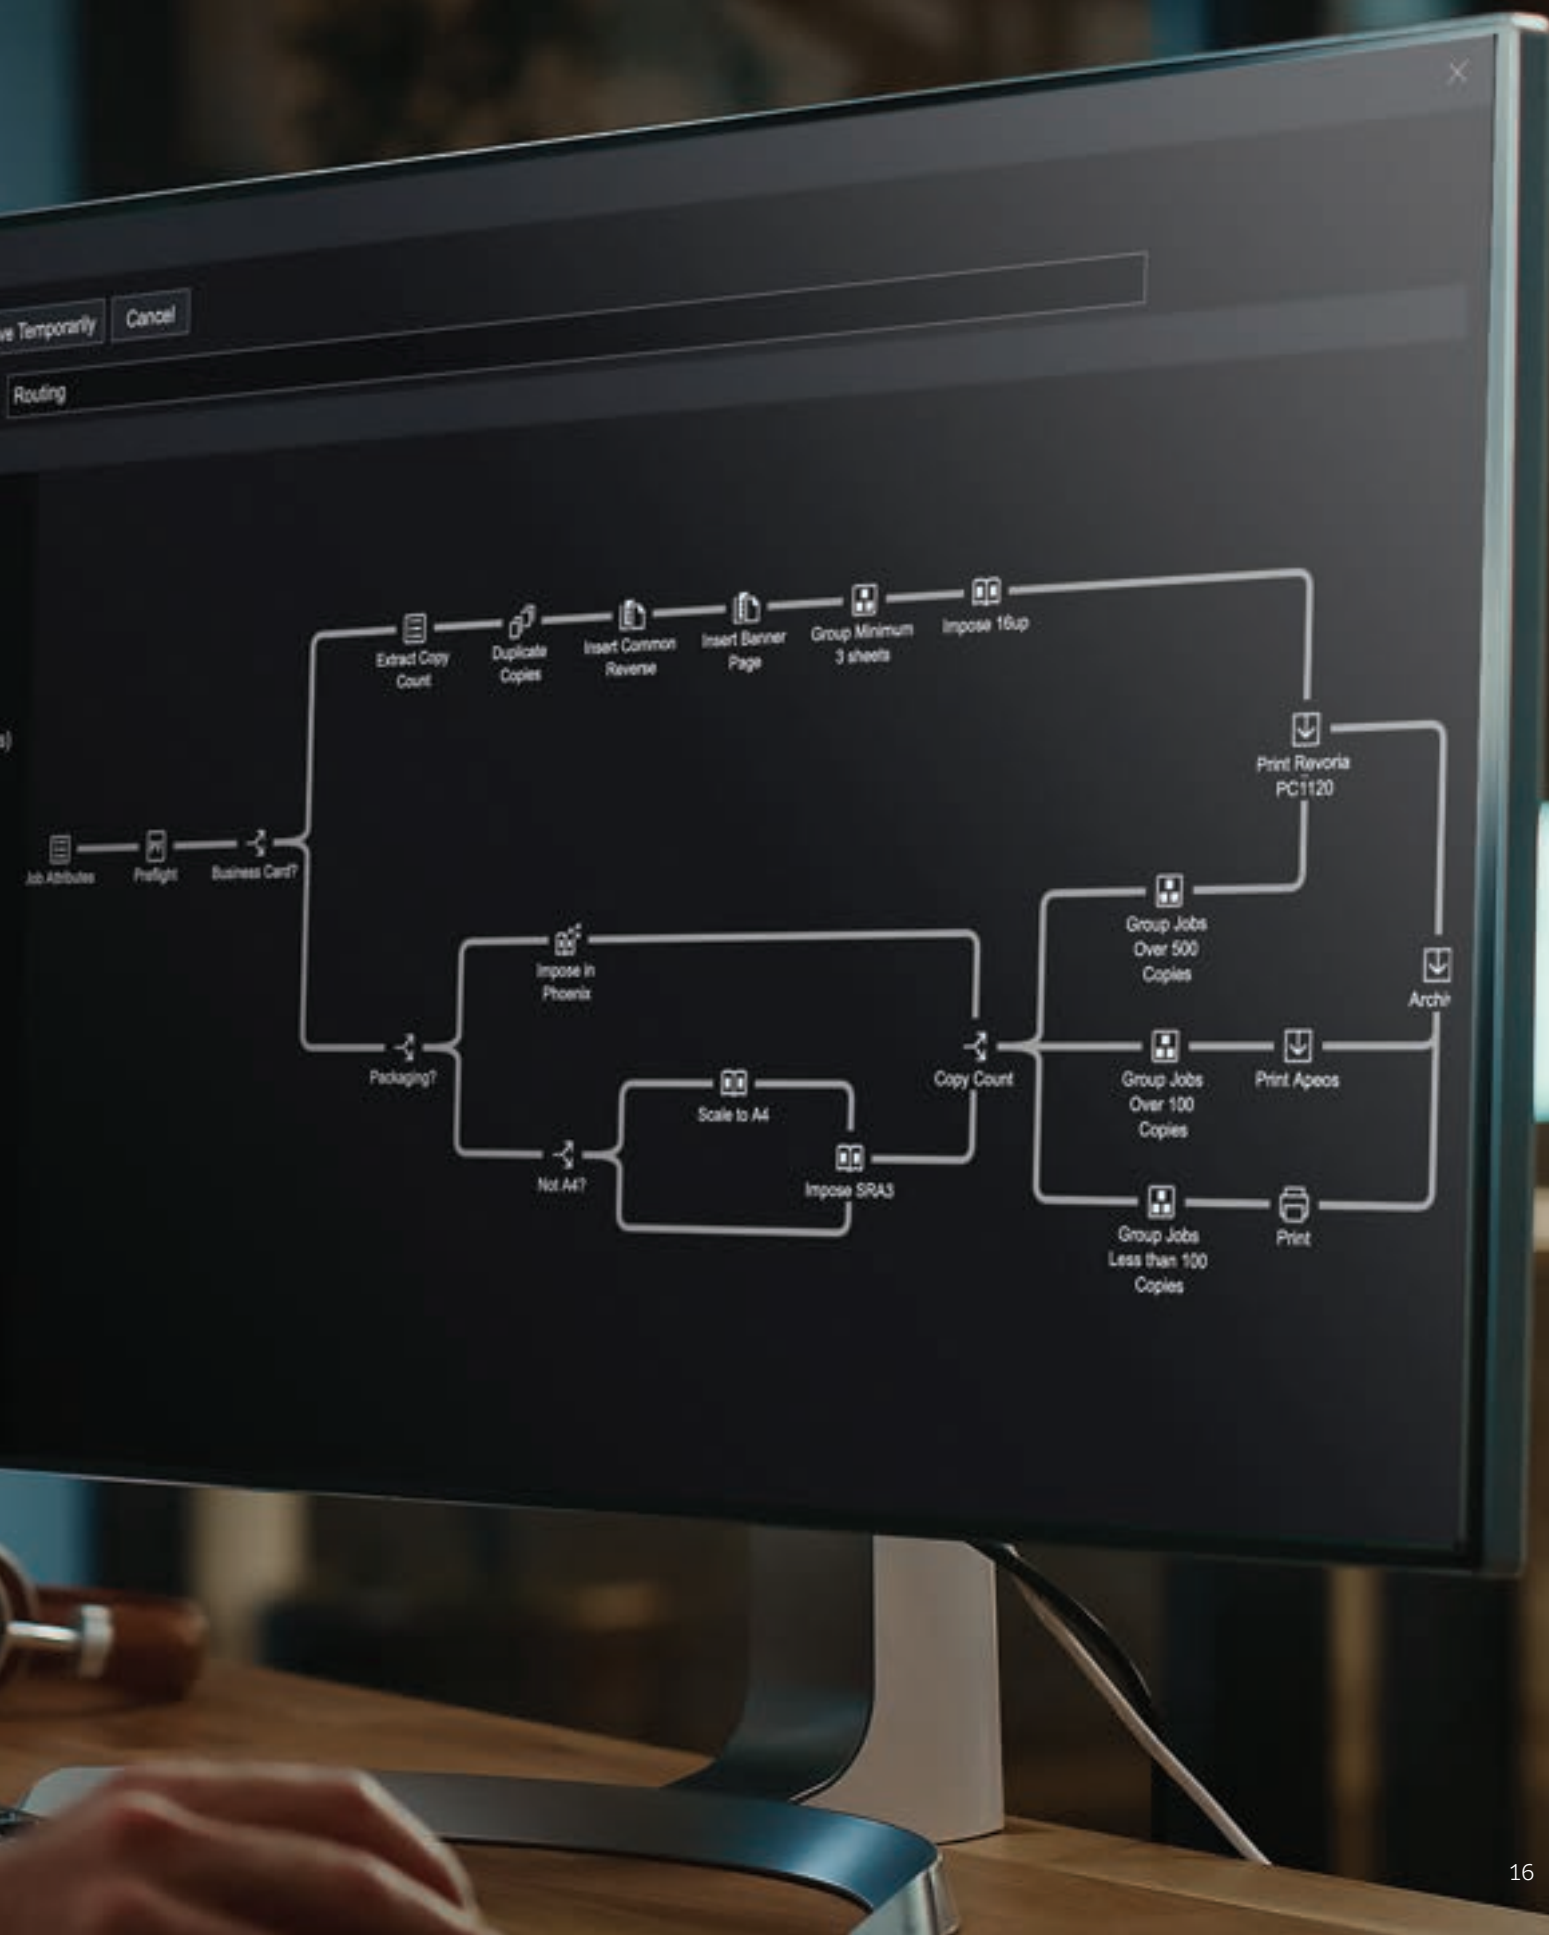 ve Temporarily
Cancel
Routing
s)
Extract Copy
Count
Duplicate
Copies
Insert Common
Reverse
Insert Banner
Page
Group Minimum
3 sheets
Impose 16up
Print Revoria
PC1120
Job Attributes
Preflight
Business Card?
Group Jobs
Over 500
Copies
Impose in
Phoenix
Archiv
Packaging?
Scale to A4
Copy Count
Group Jobs
Over 100
Copies
Print Apeos
Not A4?
Impose SRA3
Group Jobs
Less than 100
Copies
Print
16